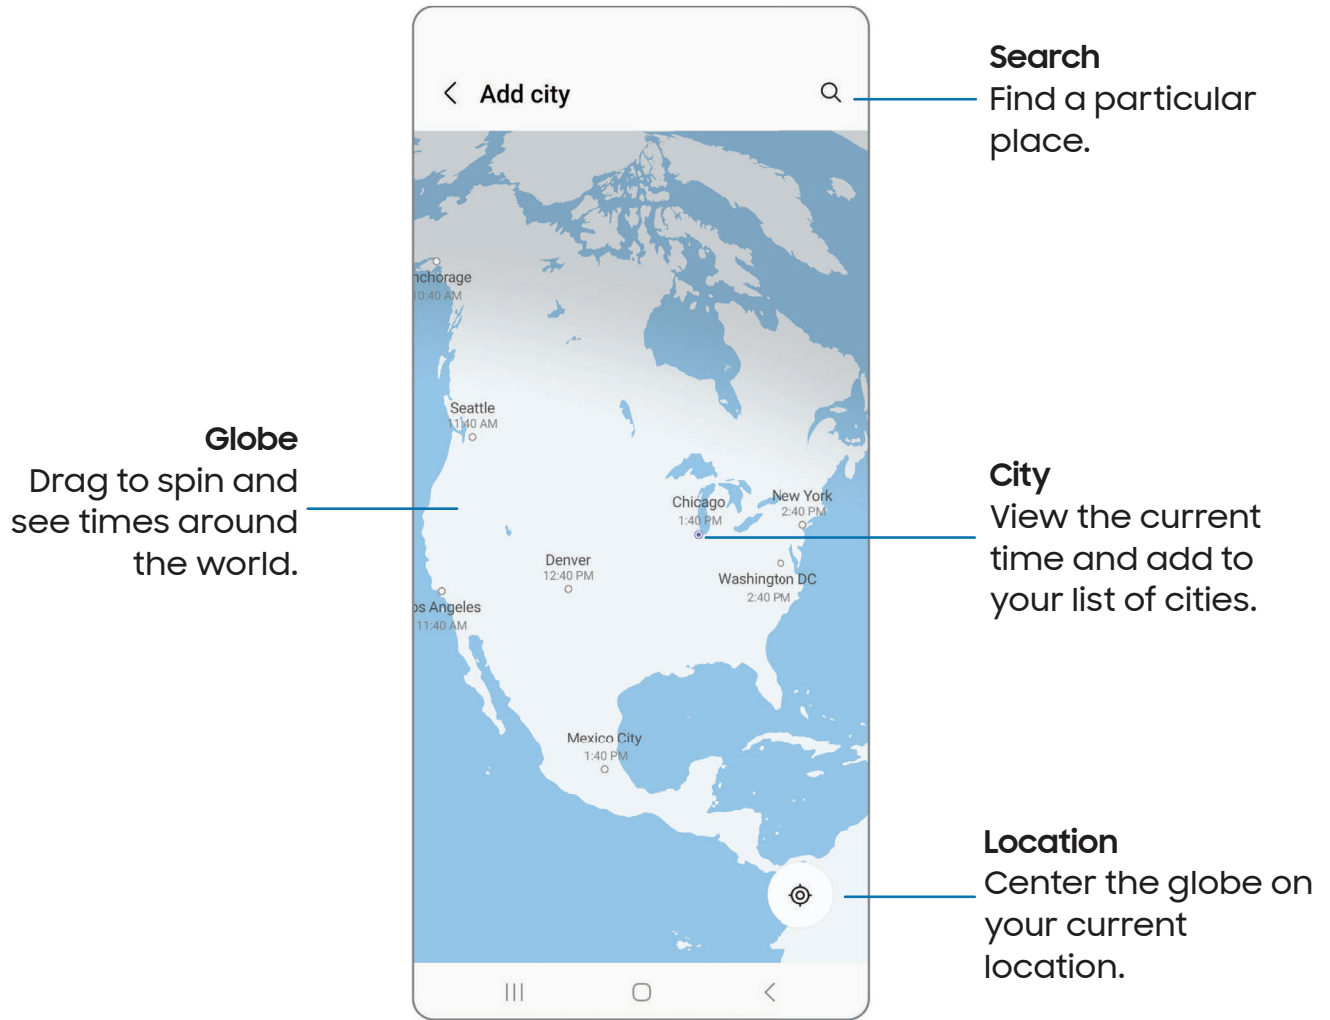 Add city
Search
Find a particular
place.
nchorage
10:40 AM
Seattle
11:40 AM
Globe
Drag to spin and
see times around
the world.
Chicago
1:40 PM
New York
2:40 PM
City
View the current
time and add to
your list of cities.
Denver
12:40 PM
Washington DC
2:40 PM
os Angeles
11:40 AM
Mexico City
1:40 PM
Location
Center the globe on
your current
location.